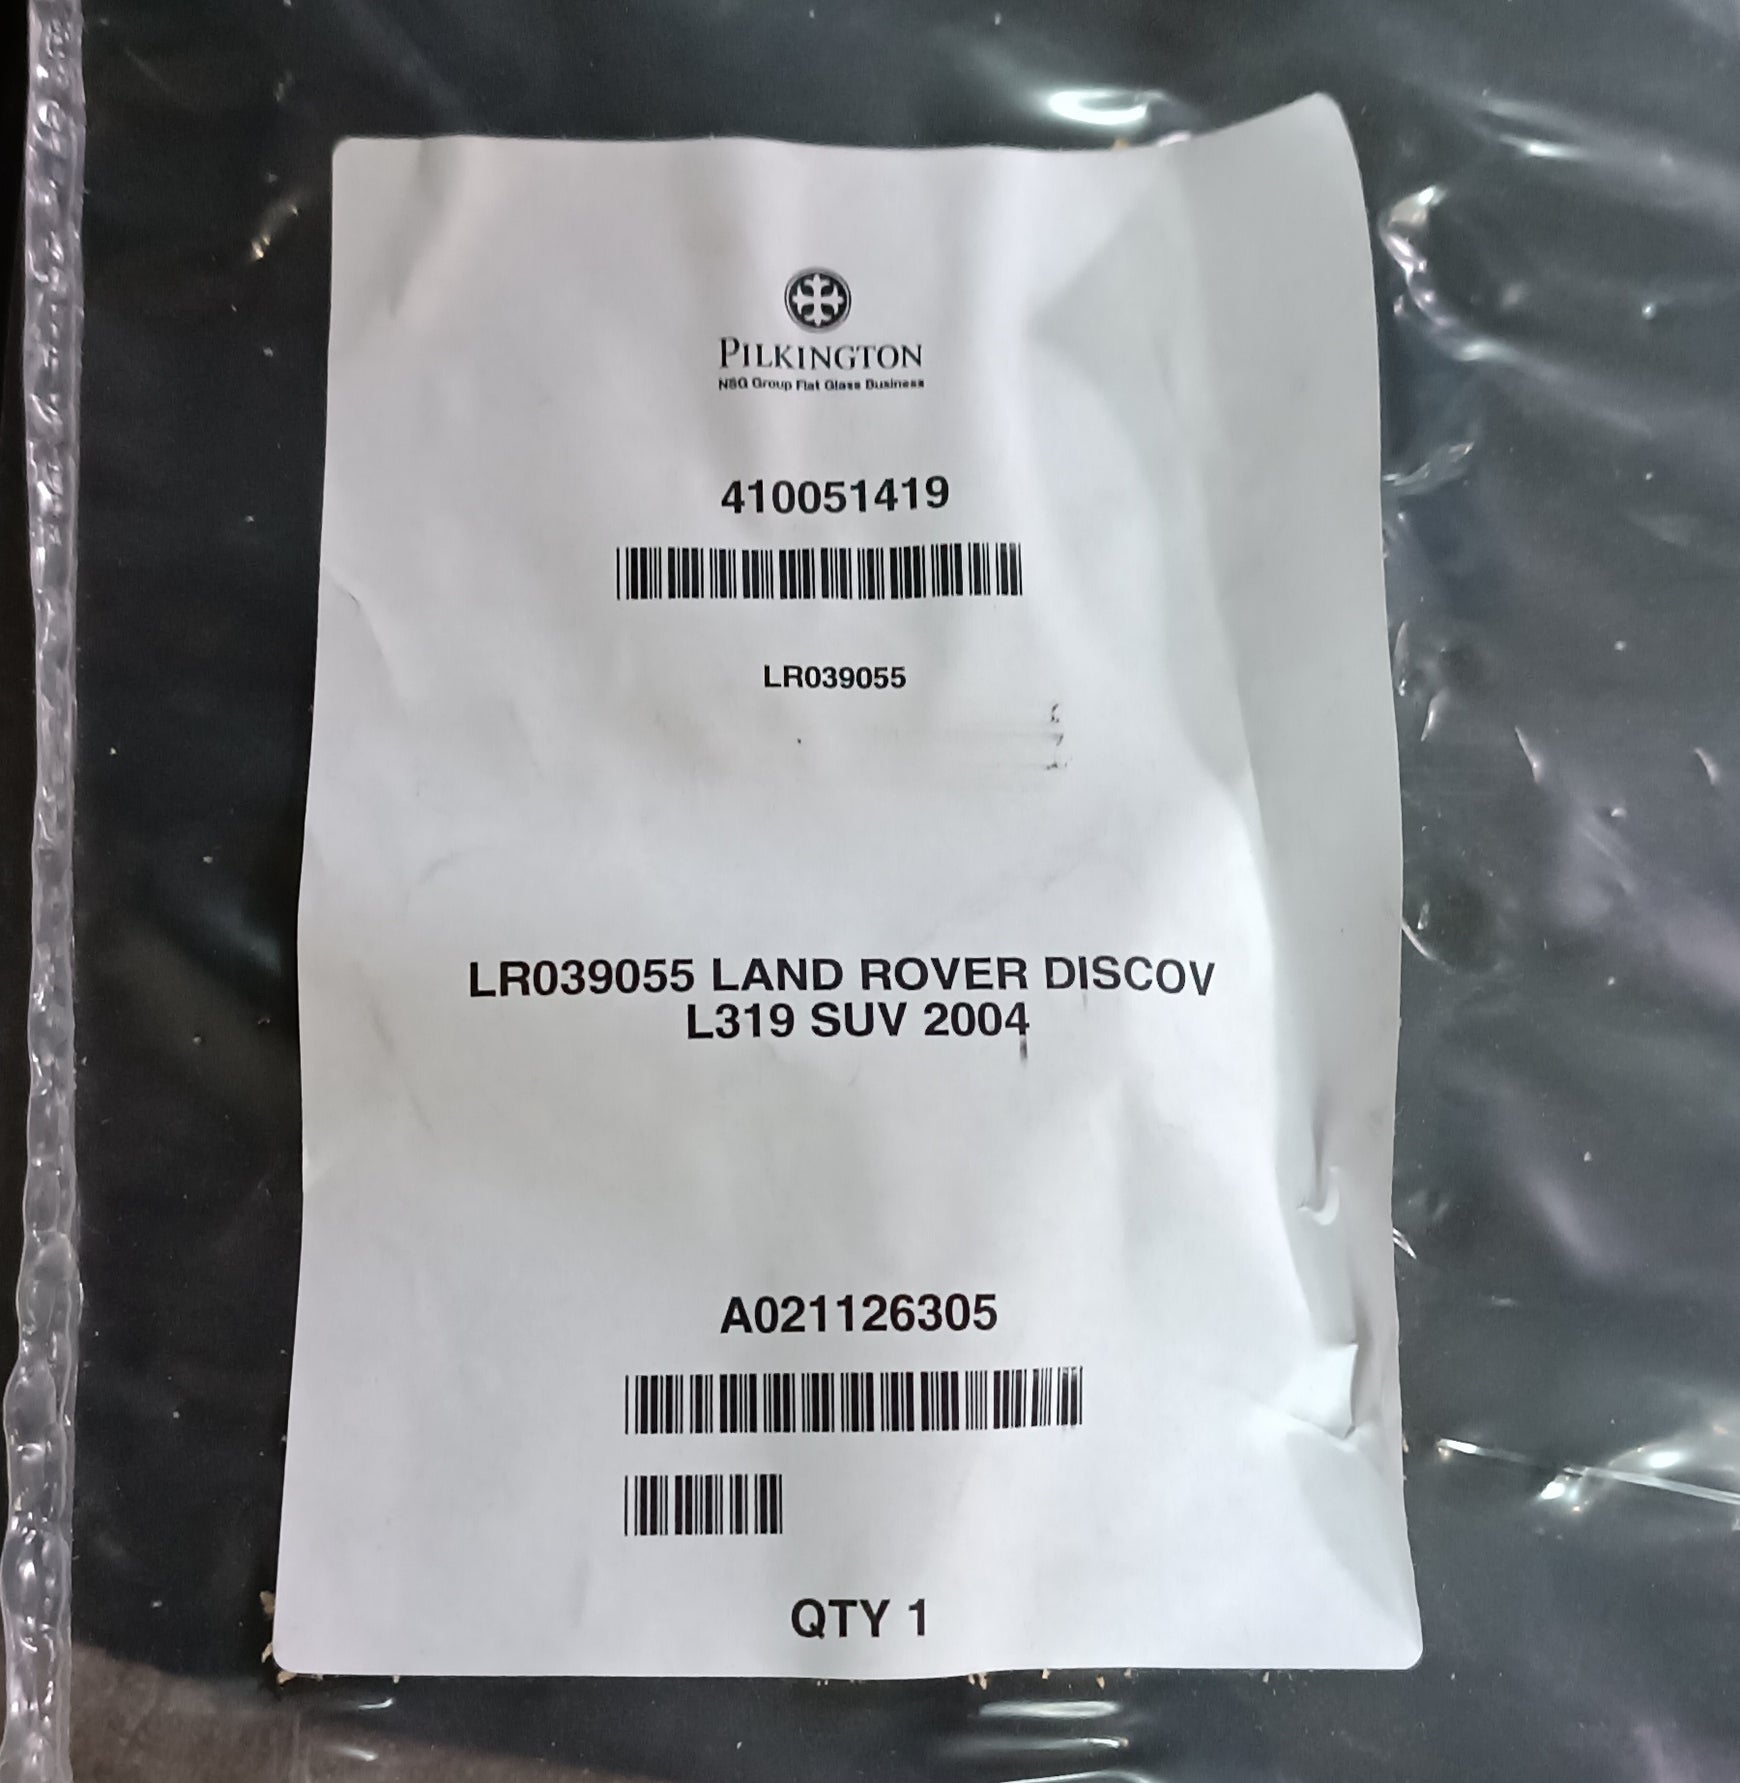 PILKINGTON
NSG Group Flat Glass Business
410051419
LR039055
LR039055 LAND ROVER DISCOV
L319 SUV 2004
A021126305
QTY 1